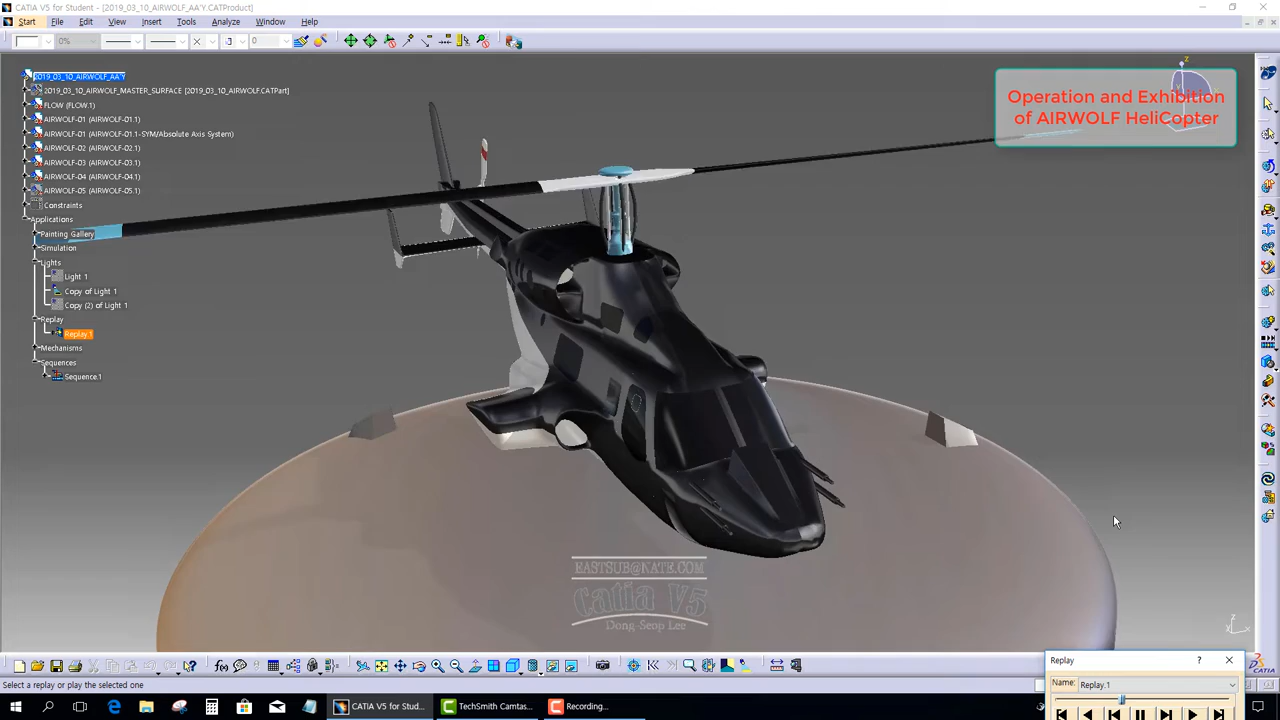 CATIA V5 for Student - [2019_03_10_AIRWOLF_AA'Y.CATProduct]
Start File Edit View Insert Tools Analyze Window Help
0% 0
2019_03_10_AIRWOLF_AA'Y
2019_03_10_AIRWOLF_MASTER_SURFACE [2019_03_10_AIRWOLF.CATPart]
FLOW (FLOW.1)
AIRWOLF-01 (AIRWOLF-01.1)
AIRWOLF-01 (AIRWOLF-01.1-SYM/Absolute Axis System)
AIRWOLF-02 (AIRWOLF-02.1)
AIRWOLF-03 (AIRWOLF-03.1)
AIRWOLF-04 (AIRWOLF-04.1)
AIRWOLF-05 (AIRWOLF-05.1)
Constraints
Applications
Painting Gallery
Simulation
Lights
Light 1
Copy of Light 1
Copy (2) of Light 1
Replay
Replay.1
Mechanisms
Sequences
Sequence.1
z
Operation and Exhibition
of AIRWOLF HeliCopter
EASTSUB@NATE.COM
Catia V5
Dong-Seop Lee
f(x)
CATIA
Select a replay or play the selected one
Replay ?
Name: Replay.1
CATIA V5 for Stud... TechSmith Camtas... Recording...